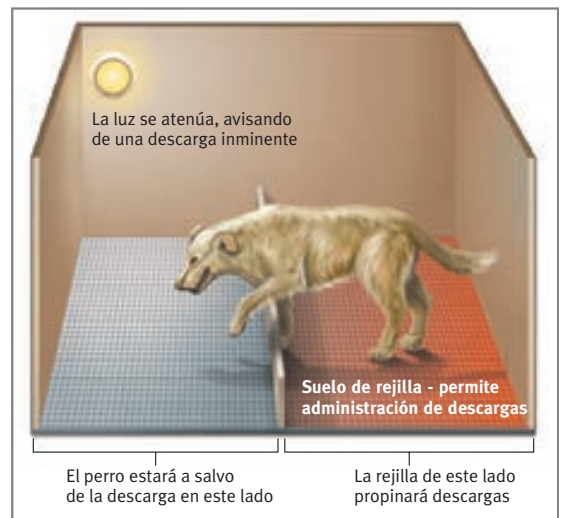 La luz se atenúa, avisando
de una descarga inminente
Suelo de rejilla - permite
administración de descargas
El perro estará a salvo
de la descarga en este lado
La rejilla de este lado
propinará descargas